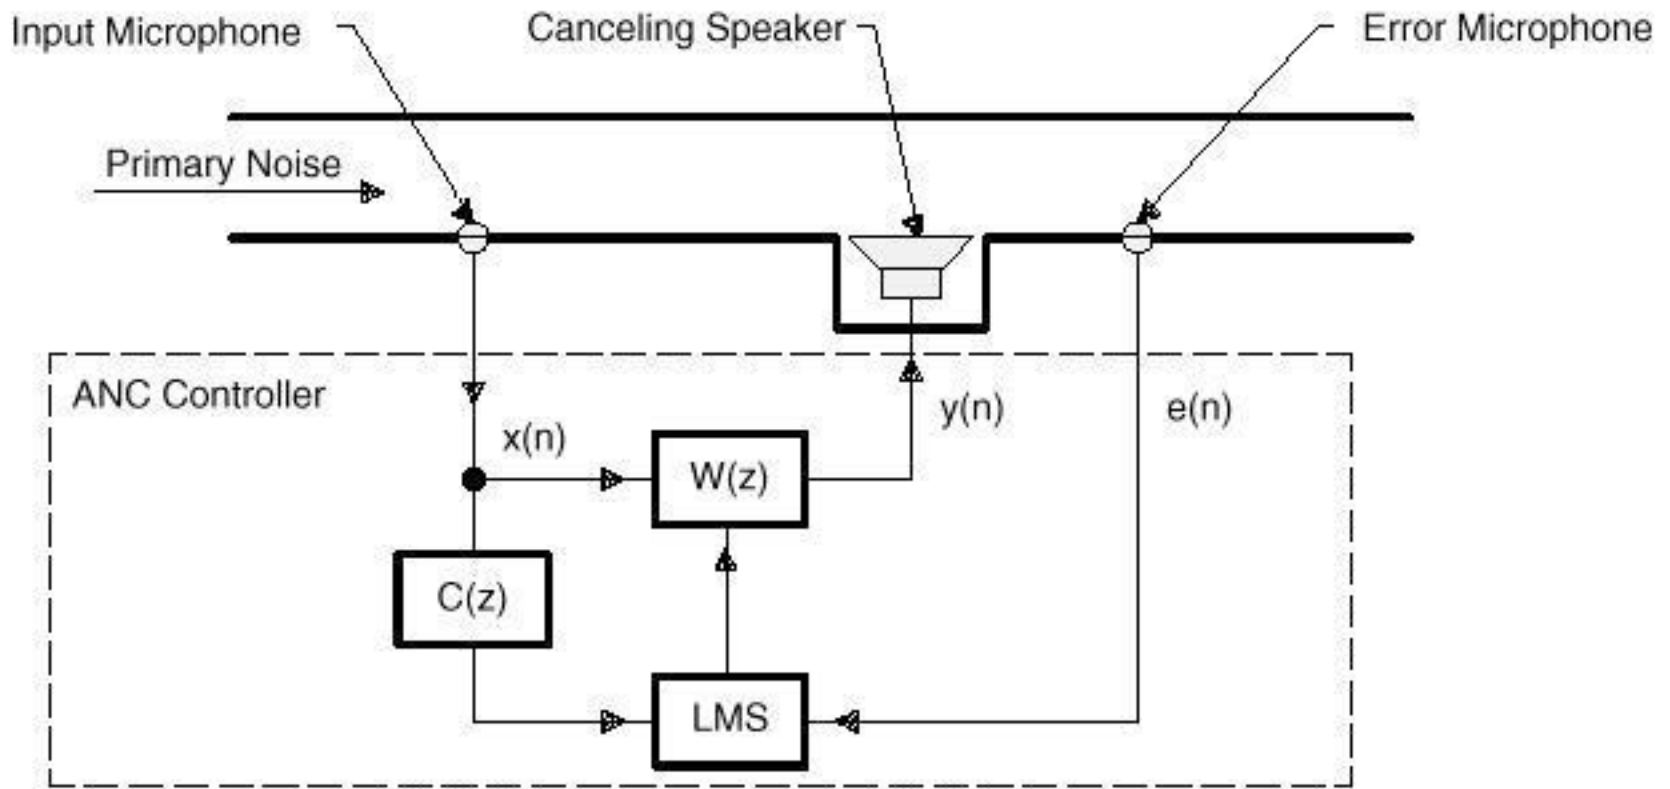 Input Microphone
Canceling Speaker
Error Microphone
Primary Noise
ANC Controller
x(n)
y(n)
e(n)
W(z)
C(z)
LMS